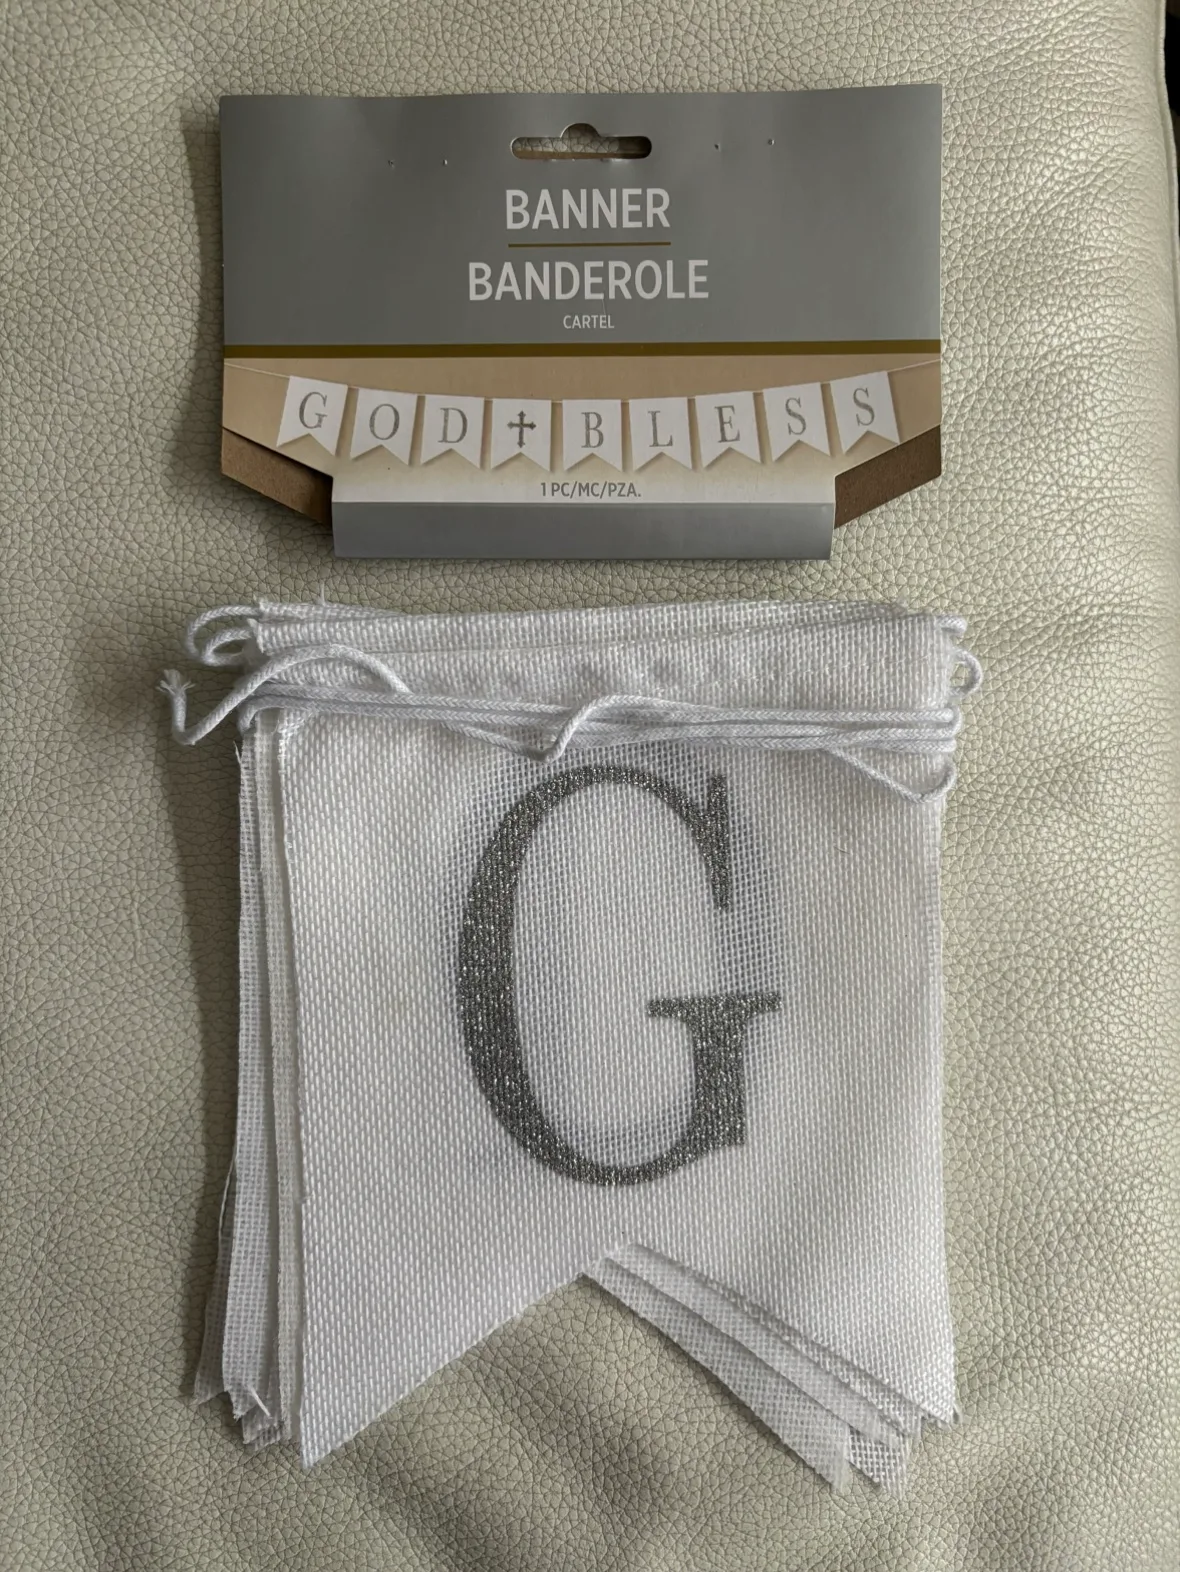 BANNER
BANDEROLE
CARTEL
GOD✝BLESS
1 PC/MC/PZA.
G